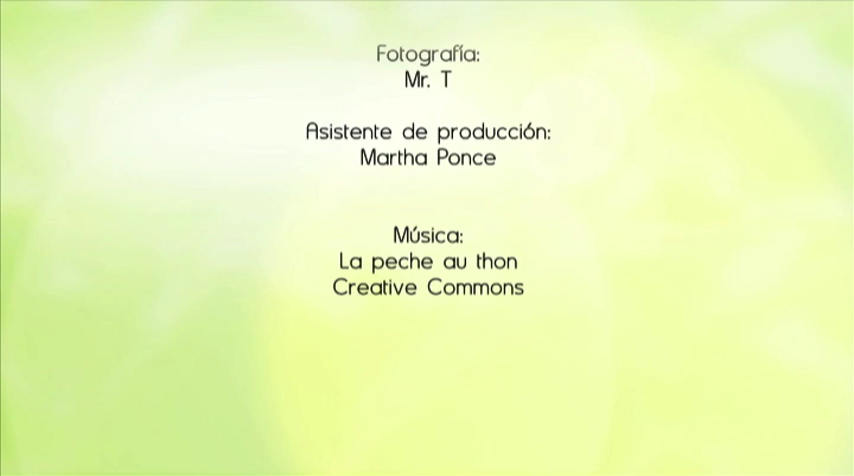 Fotografía:
Mr. T
Asistente de producción:
Martha Ponce
Música:
La peche au thon
Creative Commons